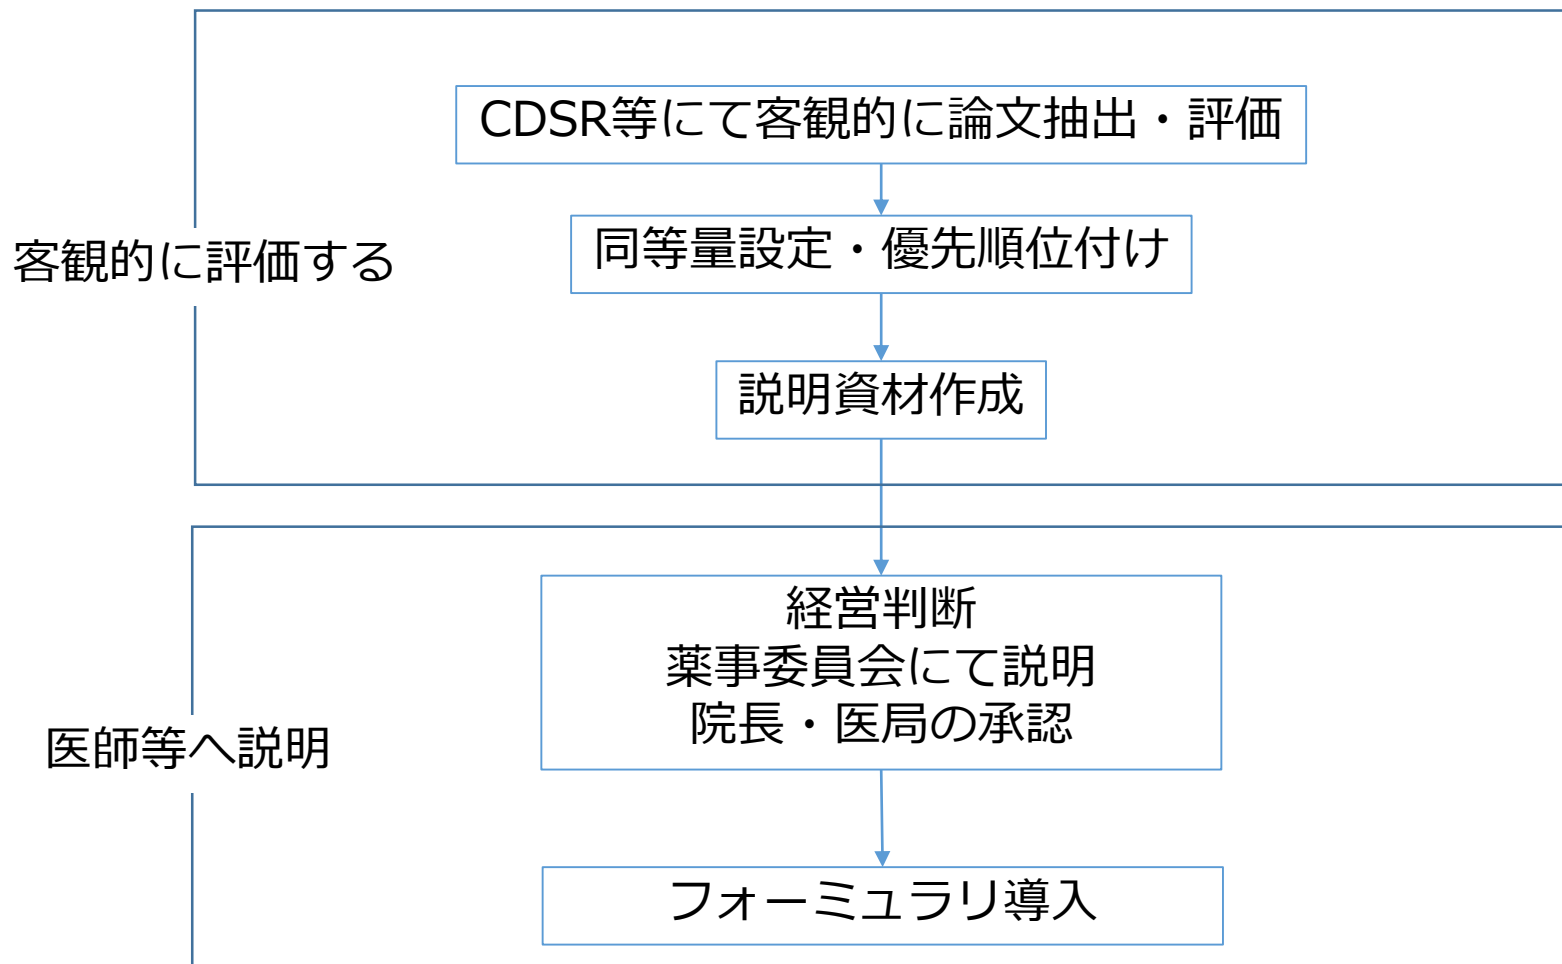 CDSR等にて客観的に論文抽出・評価
同等量設定・優先順位付け
客観的に評価する
説明資材作成
経営判断
薬事委員会にて説明
院長・医局の承認
医師等へ説明
フォーミュラリ導入